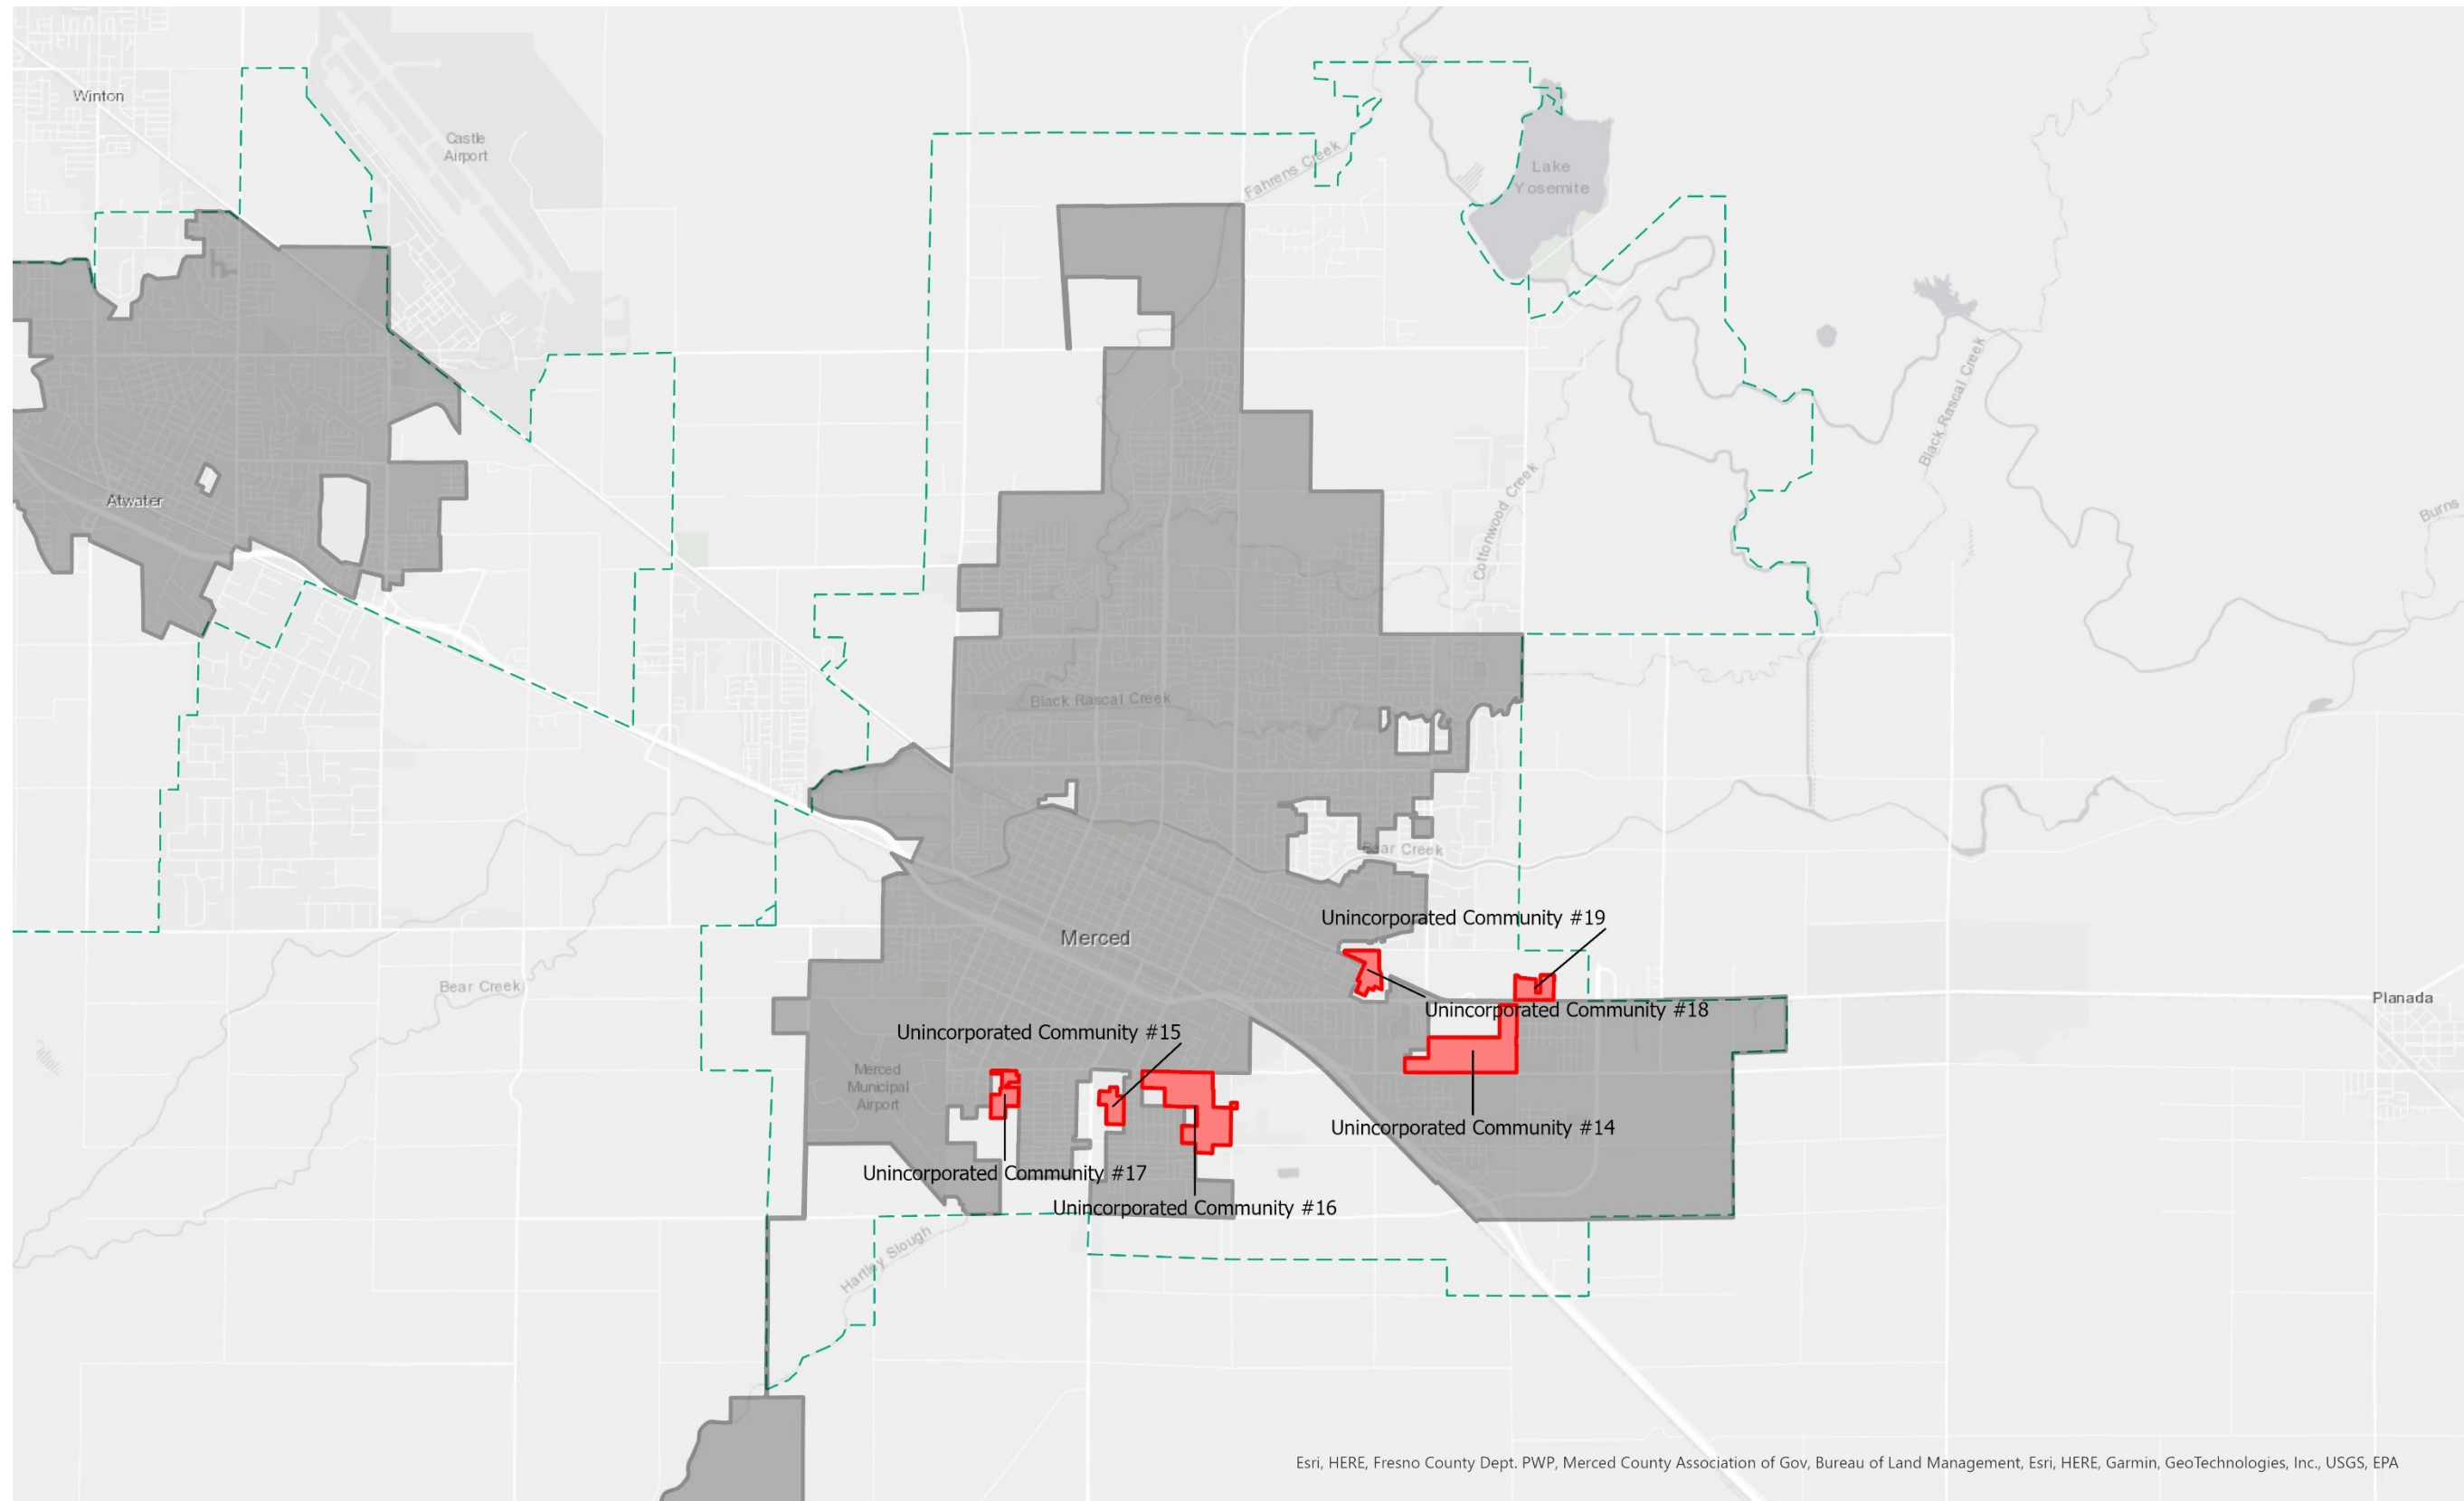 Winton
Castle
Airport
Fahrens Creek
Lake
Yosemite
Black Rascal Creek
Atwater
Cottonwood Creek
Burns
Black Rascal Creek
Bear Creek
Unincorporated Community #19
Merced
Bear Creek
Planada
Unincorporated Community #18
Unincorporated Community #15
Merced
Municipal
Airport
Unincorporated Community #14
Unincorporated Community #17
Unincorporated Community #16
Hartley Slough
Esri, HERE, Fresno County Dept. PWP, Merced County Association of Gov, Bureau of Land Management, Esri, HERE, Garmin, GeoTechnologies, Inc., USGS, EPA